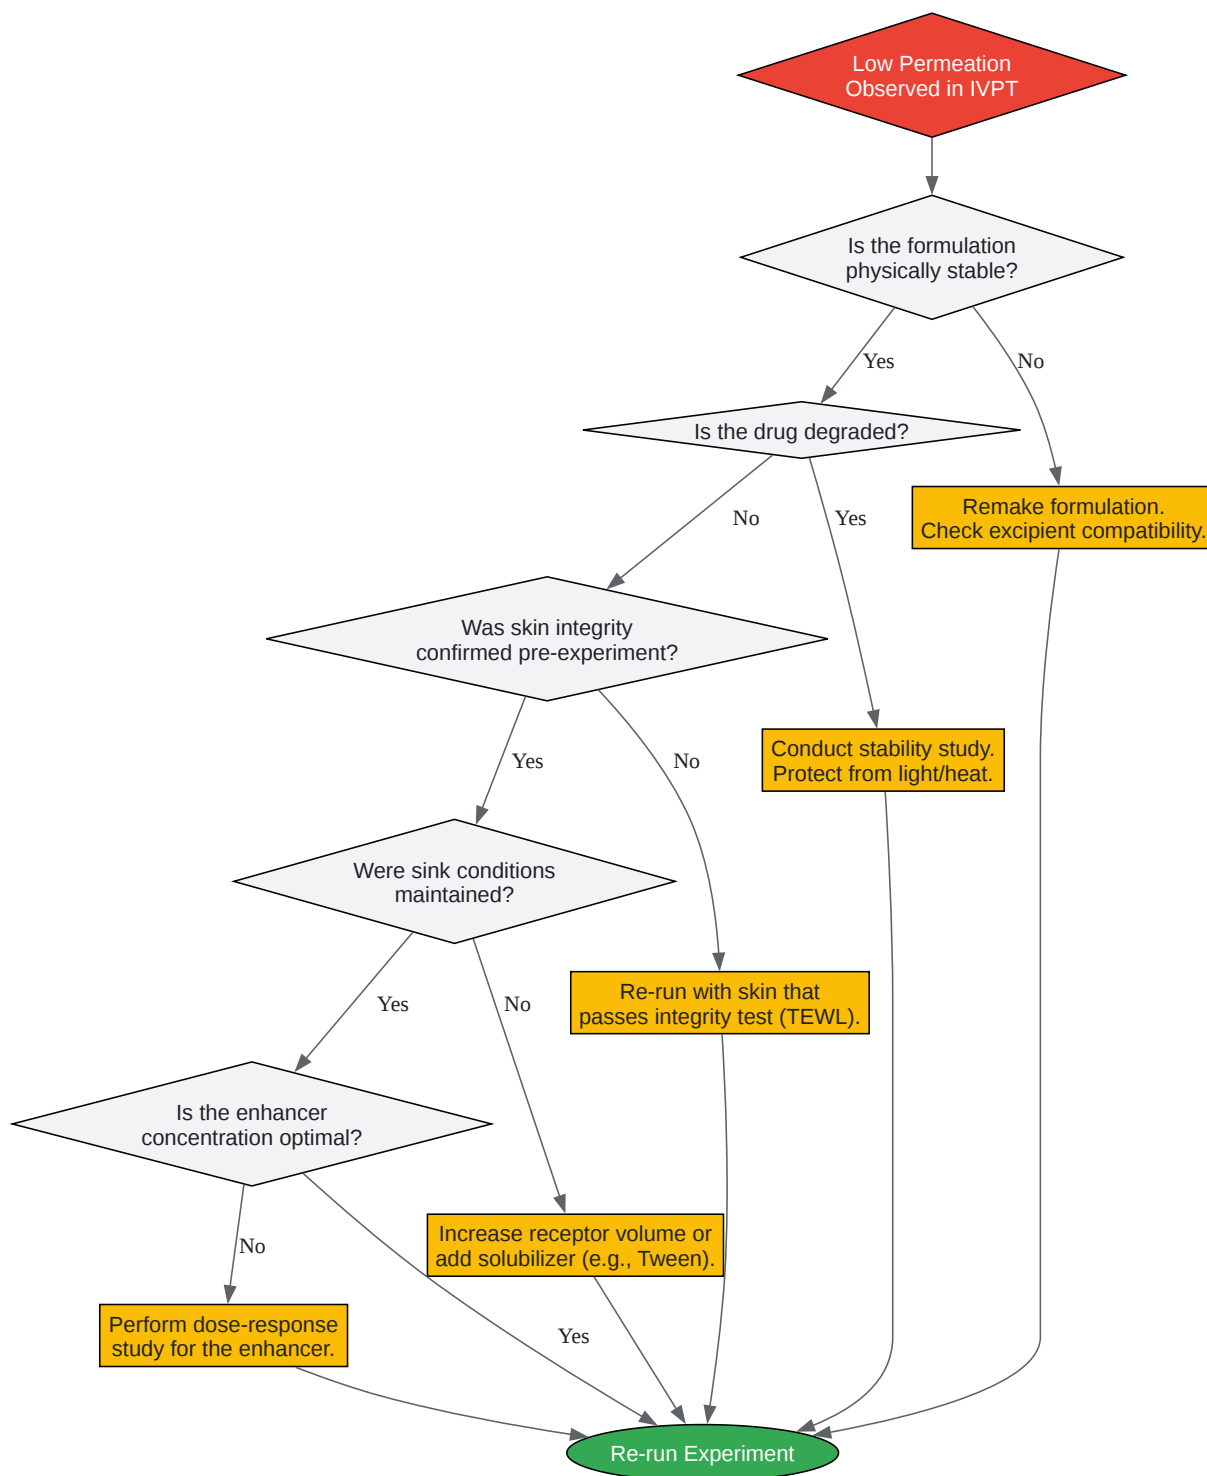 Low Permeation
Observed in IVPT
Is the formulation
physically stable?
Yes
No
Is the drug degraded?
No
Yes
Remake formulation.
Check excipient compatibility.
Was skin integrity
confirmed pre-experiment?
Yes
No
Conduct stability study.
Protect from light/heat.
Were sink conditions
maintained?
Yes
No
Re-run with skin that
passes integrity test (TEWL).
Is the enhancer
concentration optimal?
No
Yes
Increase receptor volume or
add solubilizer (e.g., Tween).
Perform dose-response
study for the enhancer.
Re-run Experiment